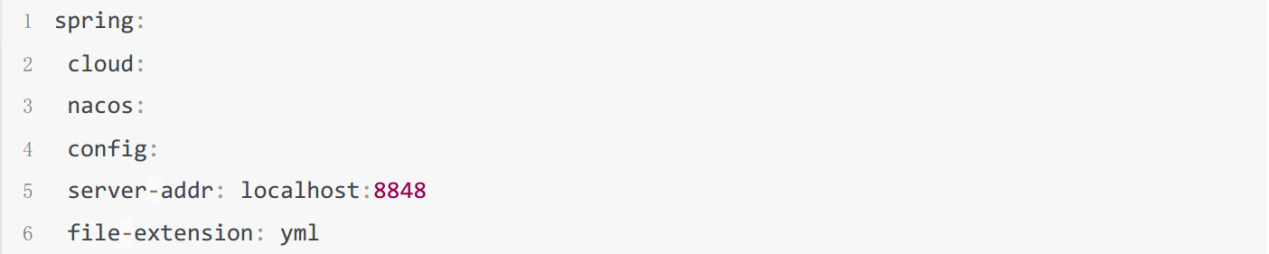 1 spring:
2  cloud:
3  nacos:
4  config:
5  server-addr: localhost:8848
6  file-extension: yml